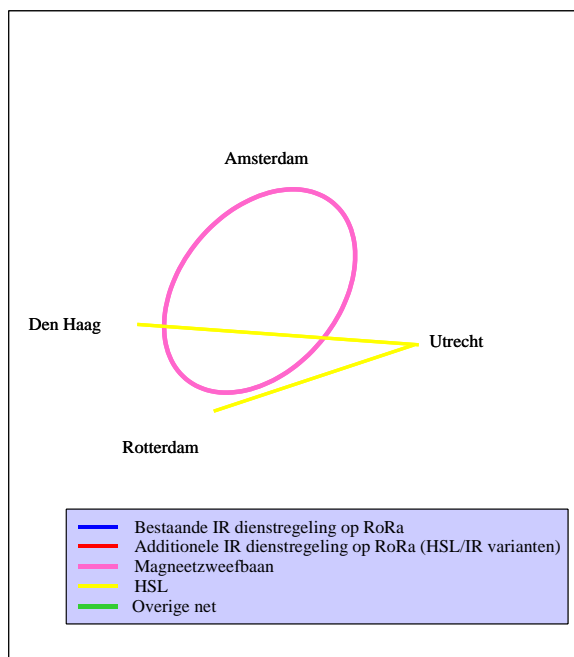 Amsterdam
Den Haag
Utrecht
Rotterdam
Bestaande IR dienstregeling op RoRa
Additionele IR dienstregeling op RoRa (HSL/IR varianten)
Magneetzweefbaan
HSL
Overige net